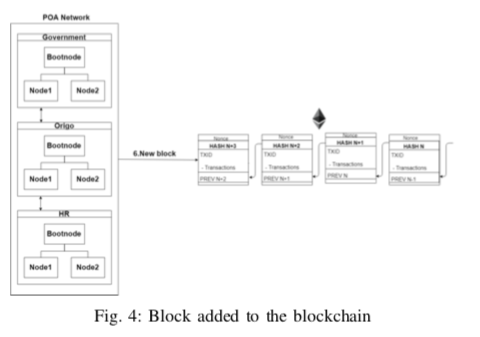 POA Network
Government
Bootnode
Node1 Node2
Origo
Bootnode
Node1 Node2
HR
Bootnode
Node1 Node2
6.New block
Nonce
HASH N+3
TXID
- Transactions
PREV N+2
Nonce
HASH N+2
TXID
- Transactions
PREV N+1
Nonce
HASH N+1
TXID
- Transactions
PREV N
Nonce
HASH N
TXID
- Transactions
PREV N-1
Fig. 4: Block added to the blockchain